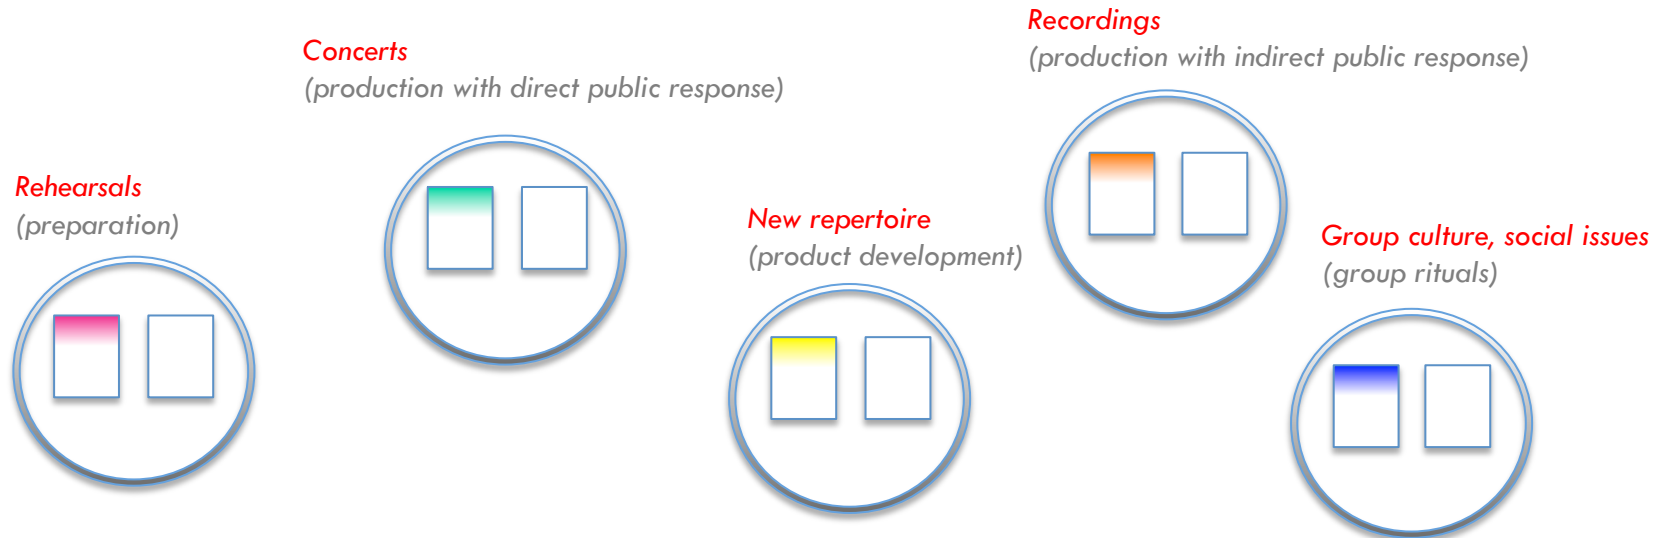 Rehearsals
(preparation)
Concerts
(production with direct public response)
New repertoire
(product development)
Recordings
(production with indirect public response)
Group culture, social issues
(group rituals)